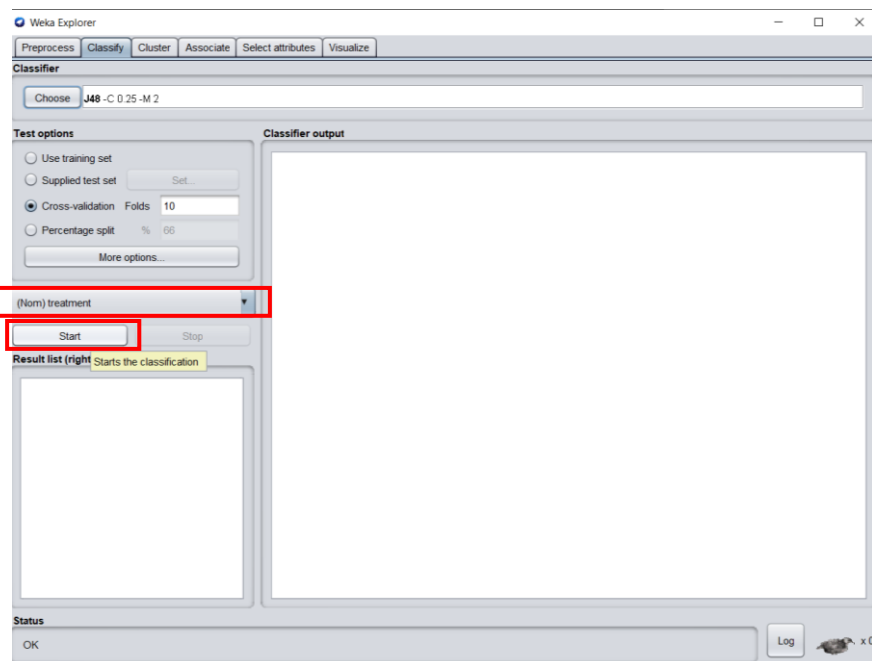 Weka Explorer
Preprocess Classify Cluster Associate Select attributes Visualize
Classifier
Choose J48 -C 0.25 -M 2
Test options
Use training set
Supplied test set Set...
Cross-validation Folds 10
Percentage split % 66
More options...
(Nom) treatment
Start Stop
Result list (right
Starts the classification
Classifier output
Status
OK
Log x 0